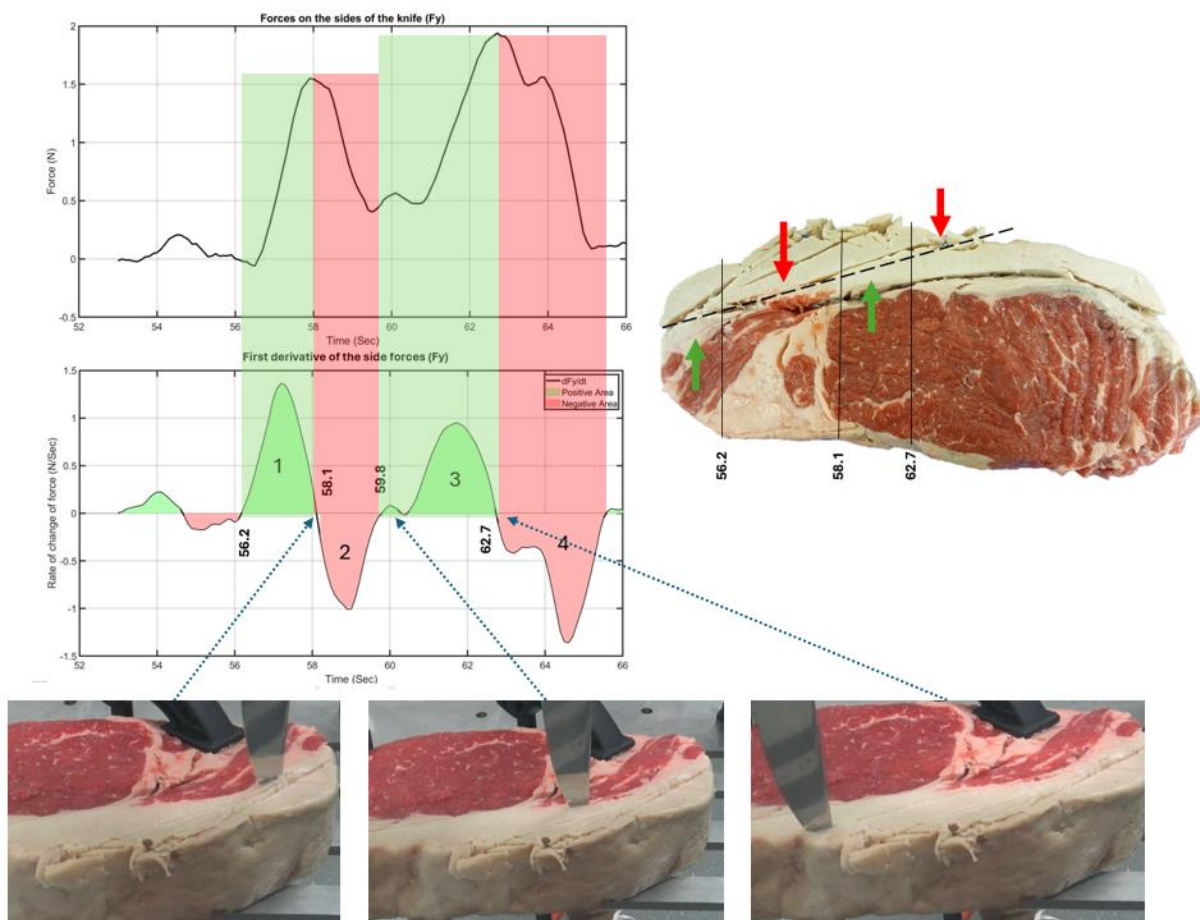 Forces on the sides of the knife (Fy)
2
1.5
1
0.5
0
-0.5
Force (N)
52 54 56 58 60 62 64 66
Time (Sec)
First derivative of the side forces (Fy)
1.5
1
0.5
0
-0.5
-1
-1.5
Rate of change of force (N/Sec)
dFy/dt
Positive Area
Negative Area
1
2
3
4
56.2
58.1
59.8
62.7
52 54 56 58 60 62 64 66
Time (Sec)
56.2
58.1
62.7